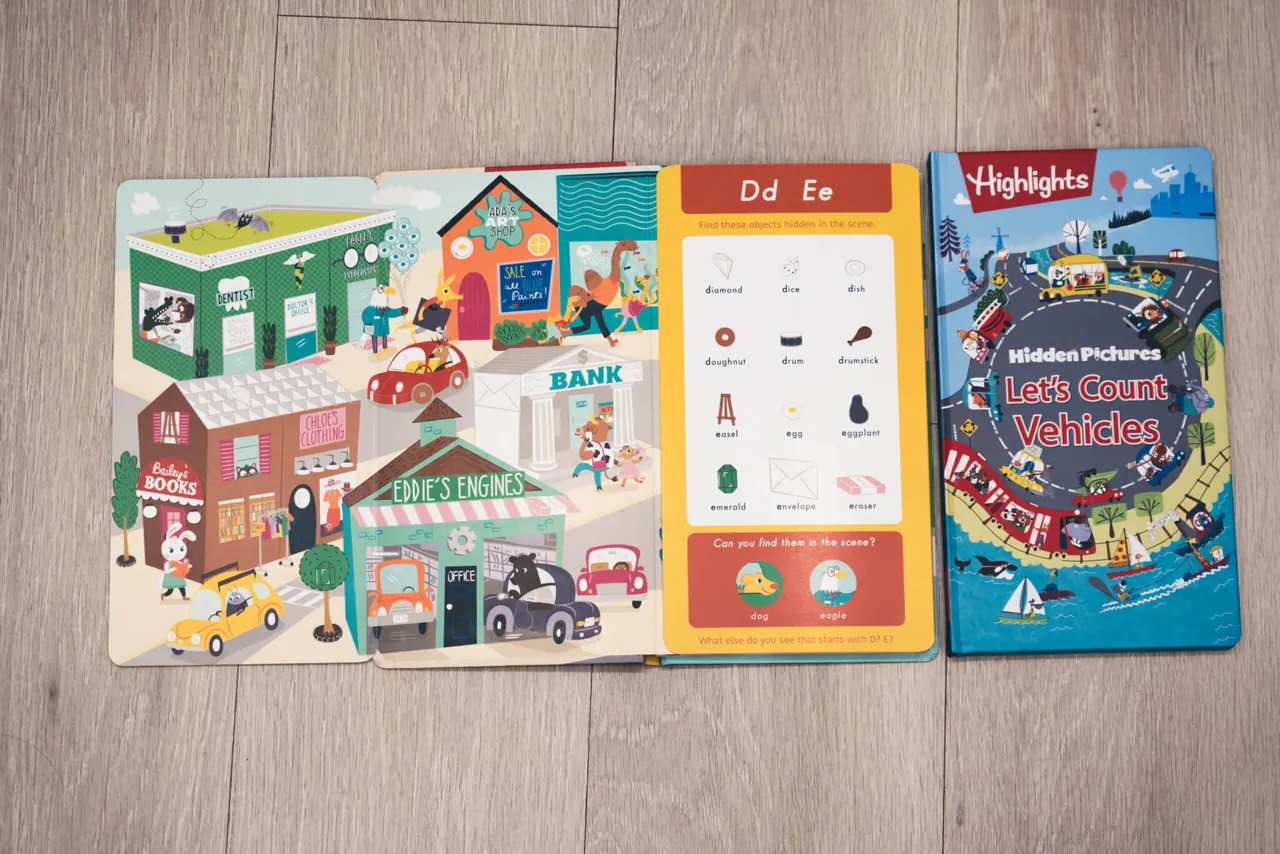 EAGLE'S
EYEGLASSES
DENTIST
DOCTOR'S
OFFICE
ADA'S
ART
SHOP
SALE on
all BLUE
Paints!
BANK
ATM
CHLOE'S
CLOTHING
Bailey's
BOOKS
EDDIE'S ENGINES
OFFICE
Dd Ee
Find these objects hidden in the scene.
diamond dice dish
doughnut drum drumstick
easel egg eggplant
emerald envelope eraser
Can you find them in the scene?
dog eagle
What else do you see that starts with D? E?
Highlights
Hidden Pictures
Let's Count
Vehicles